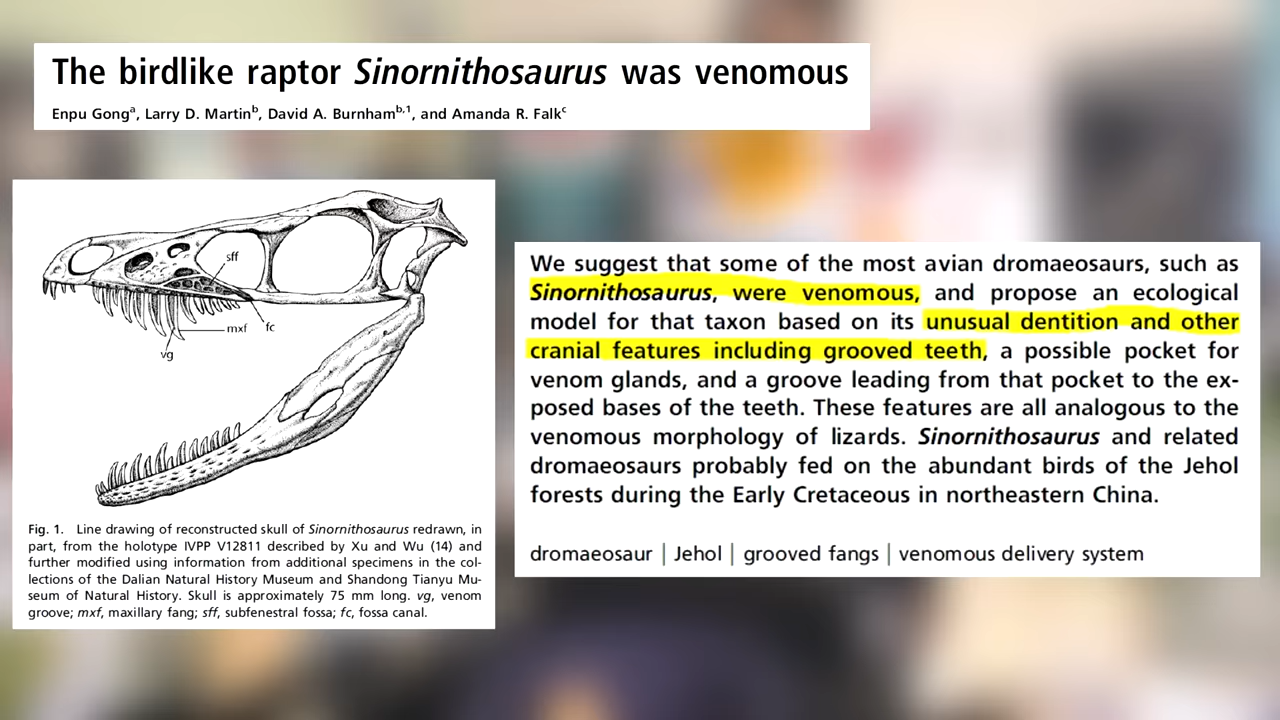 The birdlike raptor Sinornithosaurus was venomous
Enpu Gongᵃ, Larry D. Martinᵇ, David A. Burnhamᵇ,¹, and Amanda R. Falkᶜ
sff
mxf
fc
vg
Fig. 1. Line drawing of reconstructed skull of Sinornithosaurus redrawn, in
part, from the holotype IVPP V12811 described by Xu and Wu (14) and
further modified using information from additional specimens in the col-
lections of the Dalian Natural History Museum and Shandong Tianyu Mu-
seum of Natural History. Skull is approximately 75 mm long. vg, venom
groove; mxf, maxillary fang; sff, subfenestral fossa; fc, fossa canal.
We suggest that some of the most avian dromaeosaurs, such as
Sinornithosaurus, were venomous, and propose an ecological
model for that taxon based on its unusual dentition and other
cranial features including grooved teeth, a possible pocket for
venom glands, and a groove leading from that pocket to the ex-
posed bases of the teeth. These features are all analogous to the
venomous morphology of lizards. Sinornithosaurus and related
dromaeosaurs probably fed on the abundant birds of the Jehol
forests during the Early Cretaceous in northeastern China.
dromaeosaur | Jehol | grooved fangs | venomous delivery system